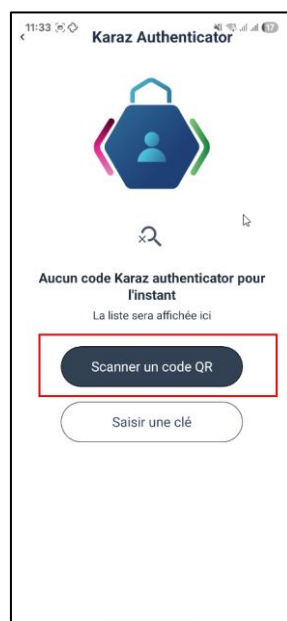 11:33
17
Karaz Authenticator
Aucun code Karaz authenticator pour
l'instant
La liste sera affichée ici
Scanner un code QR
Saisir une clé